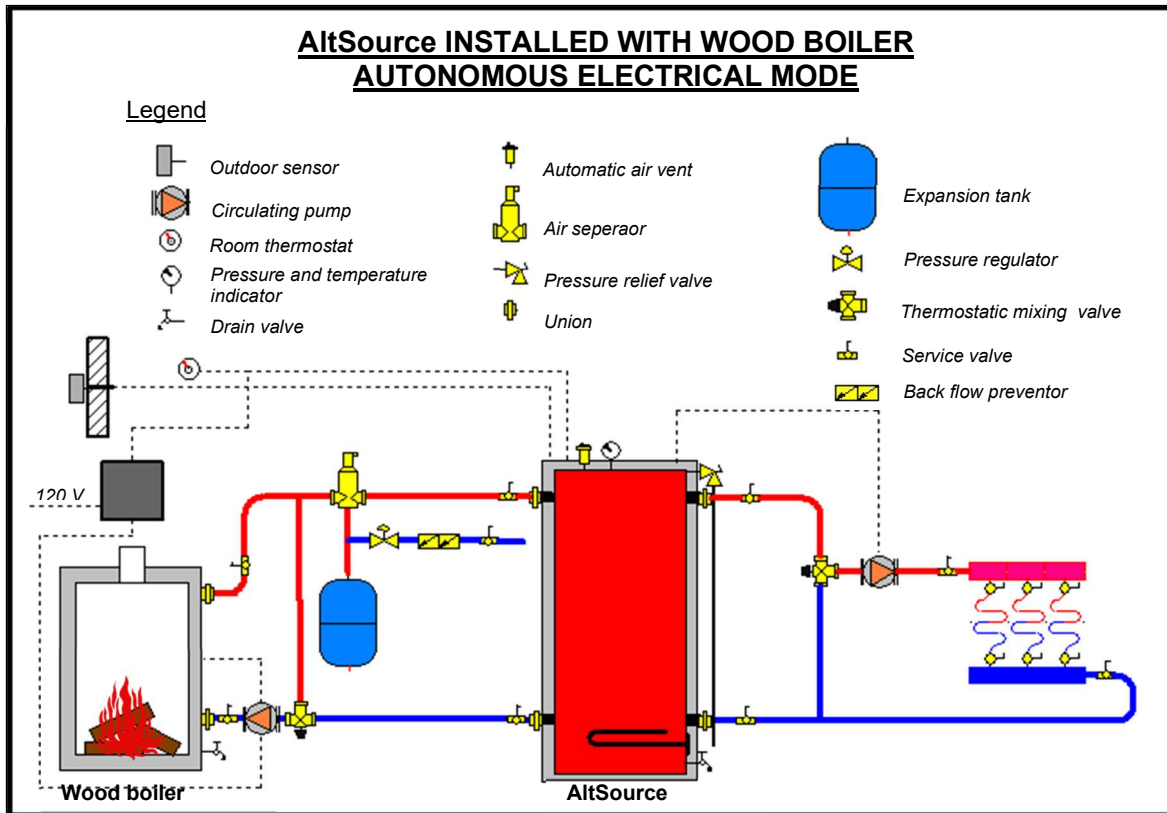 AltSource INSTALLED WITH WOOD BOILER
AUTONOMOUS ELECTRICAL MODE
Legend
Outdoor sensor
Circulating pump
Room thermostat
Pressure and temperature
indicator
Drain valve
Automatic air vent
Air seperaor
Pressure relief valve
Union
Expansion tank
Pressure regulator
Thermostatic mixing valve
Service valve
Back flow preventor
120 V
Wood boiler
AltSource